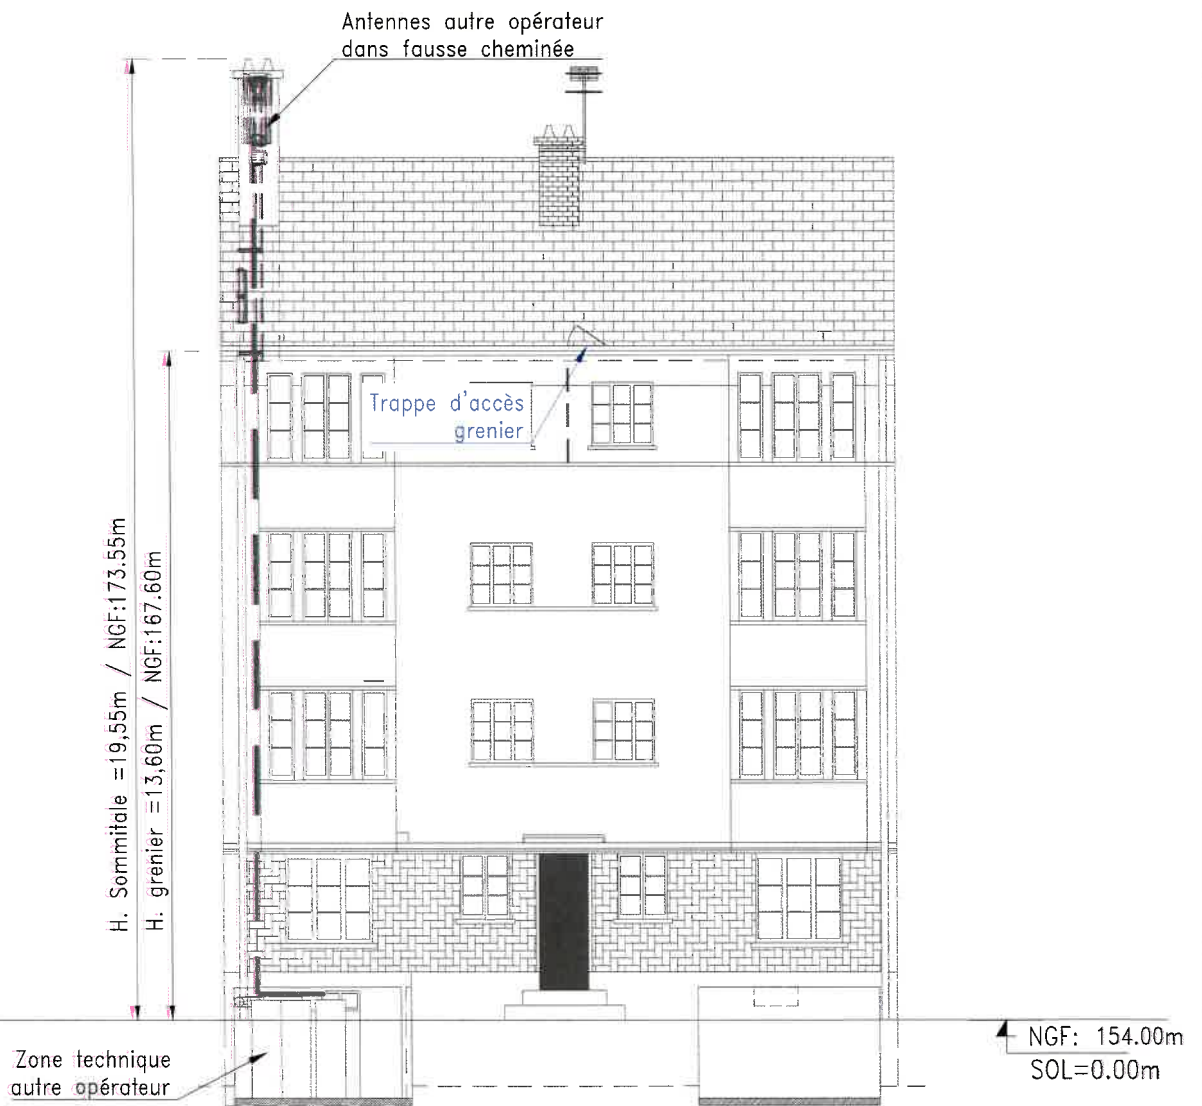 Antennes autre opérateur
dans fausse cheminée
Trappe d'accès
grenier
H. Sommitale =19,55m / NGF:173.55m
H. grenier =13,60m / NGF:167.60m
Zone technique
autre opérateur
NGF: 154.00m
SOL=0.00m